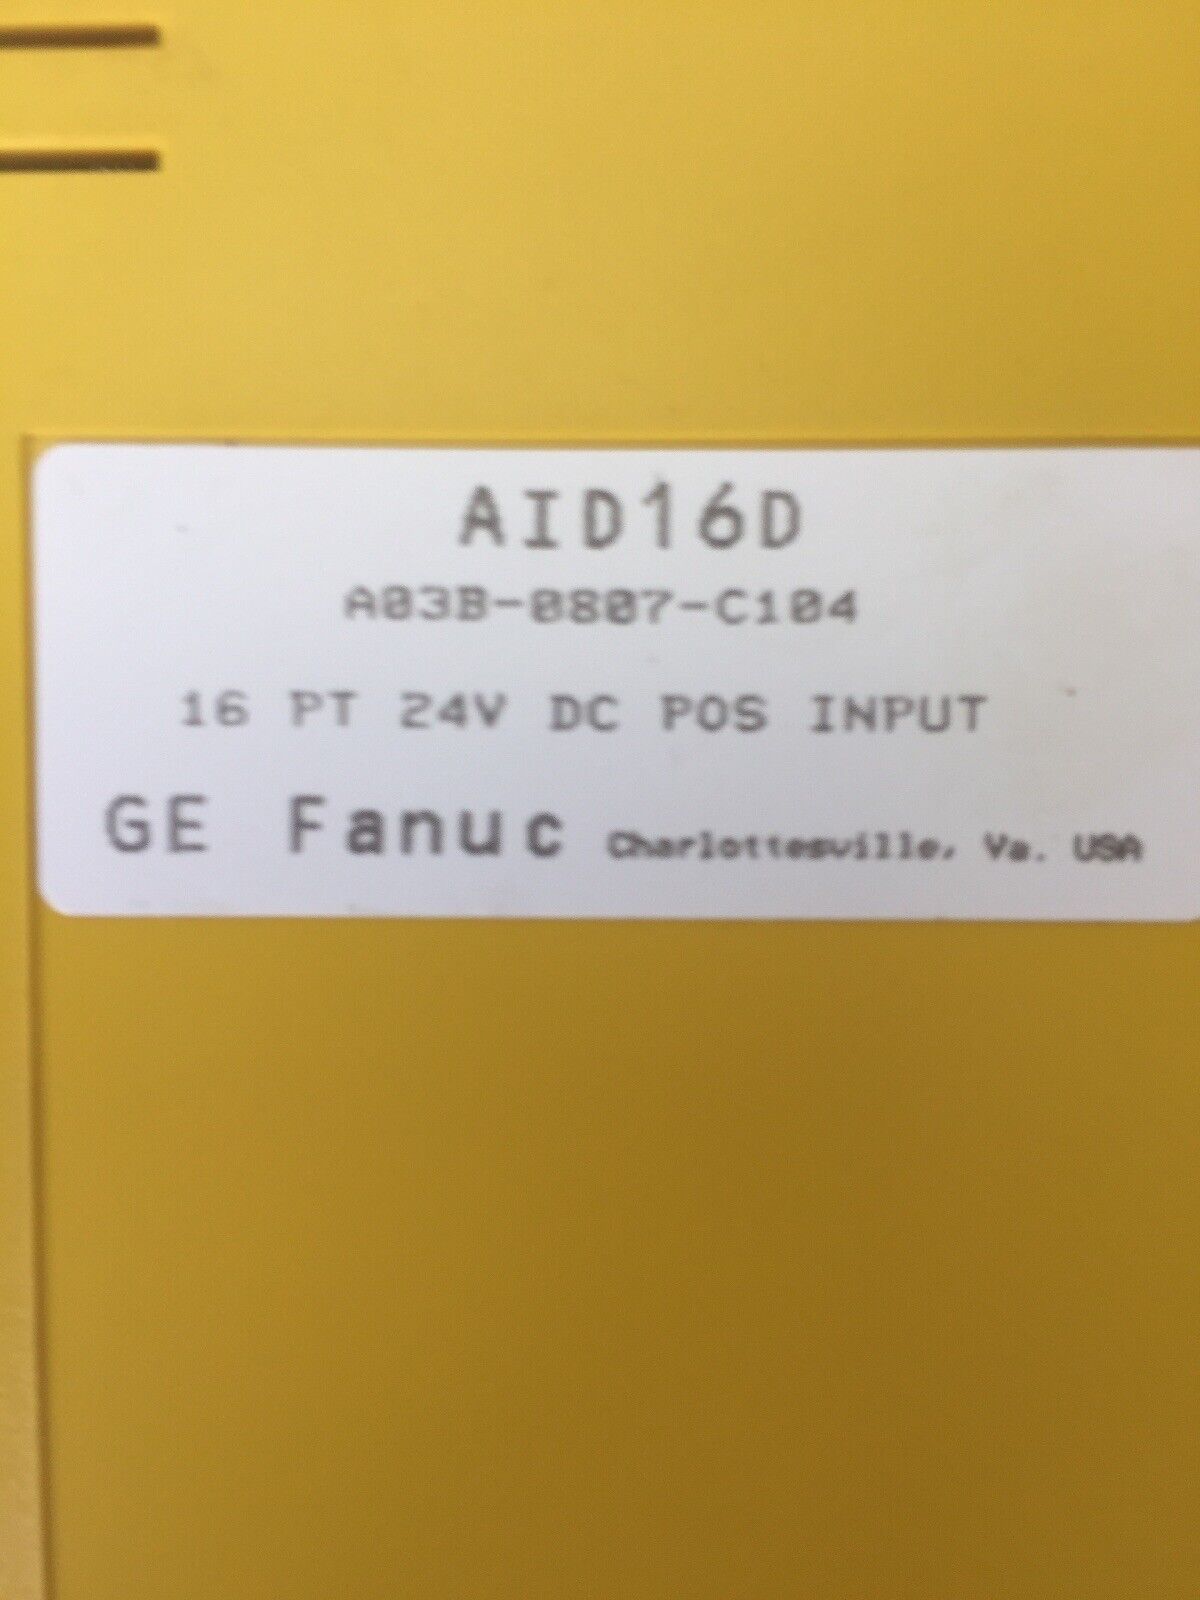 AID16D
A03B-0807-C104
16 PT 24V DC POS INPUT
GE Fanuc Charlottesville, Va. USA